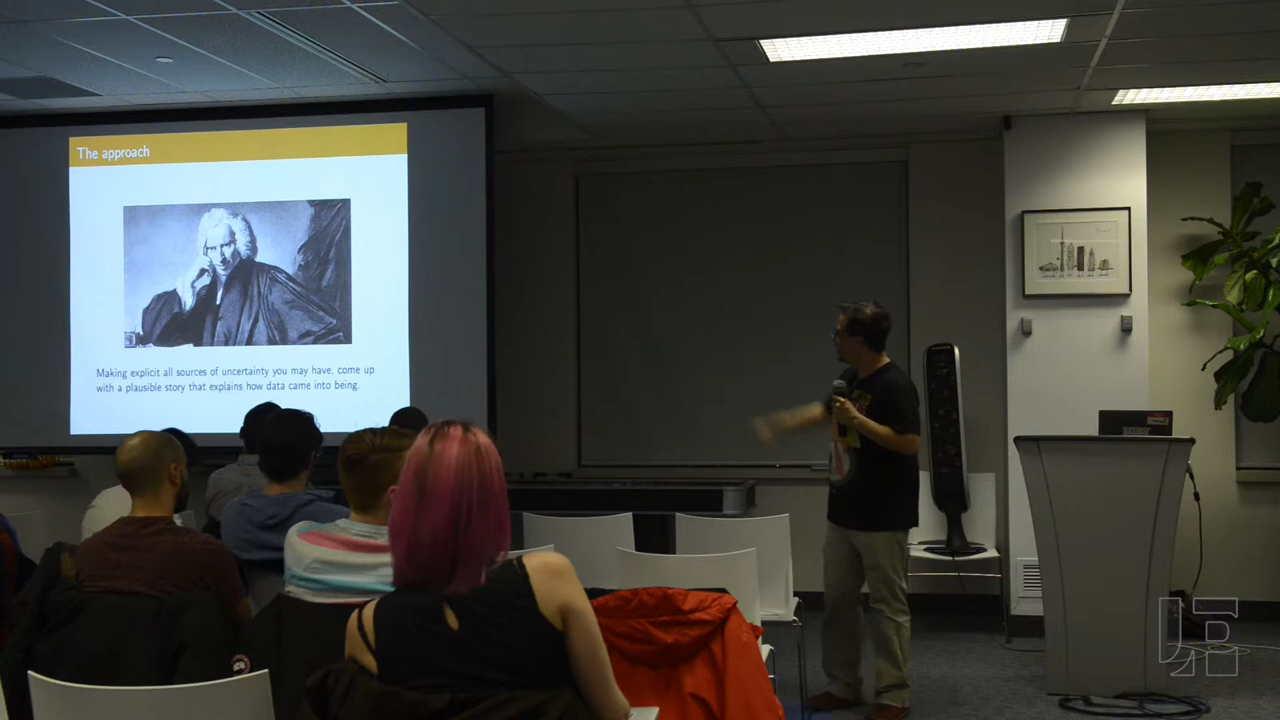 The approach
Making explicit all sources of uncertainty you may have, come up
with a plausible story that explains how data came into being.